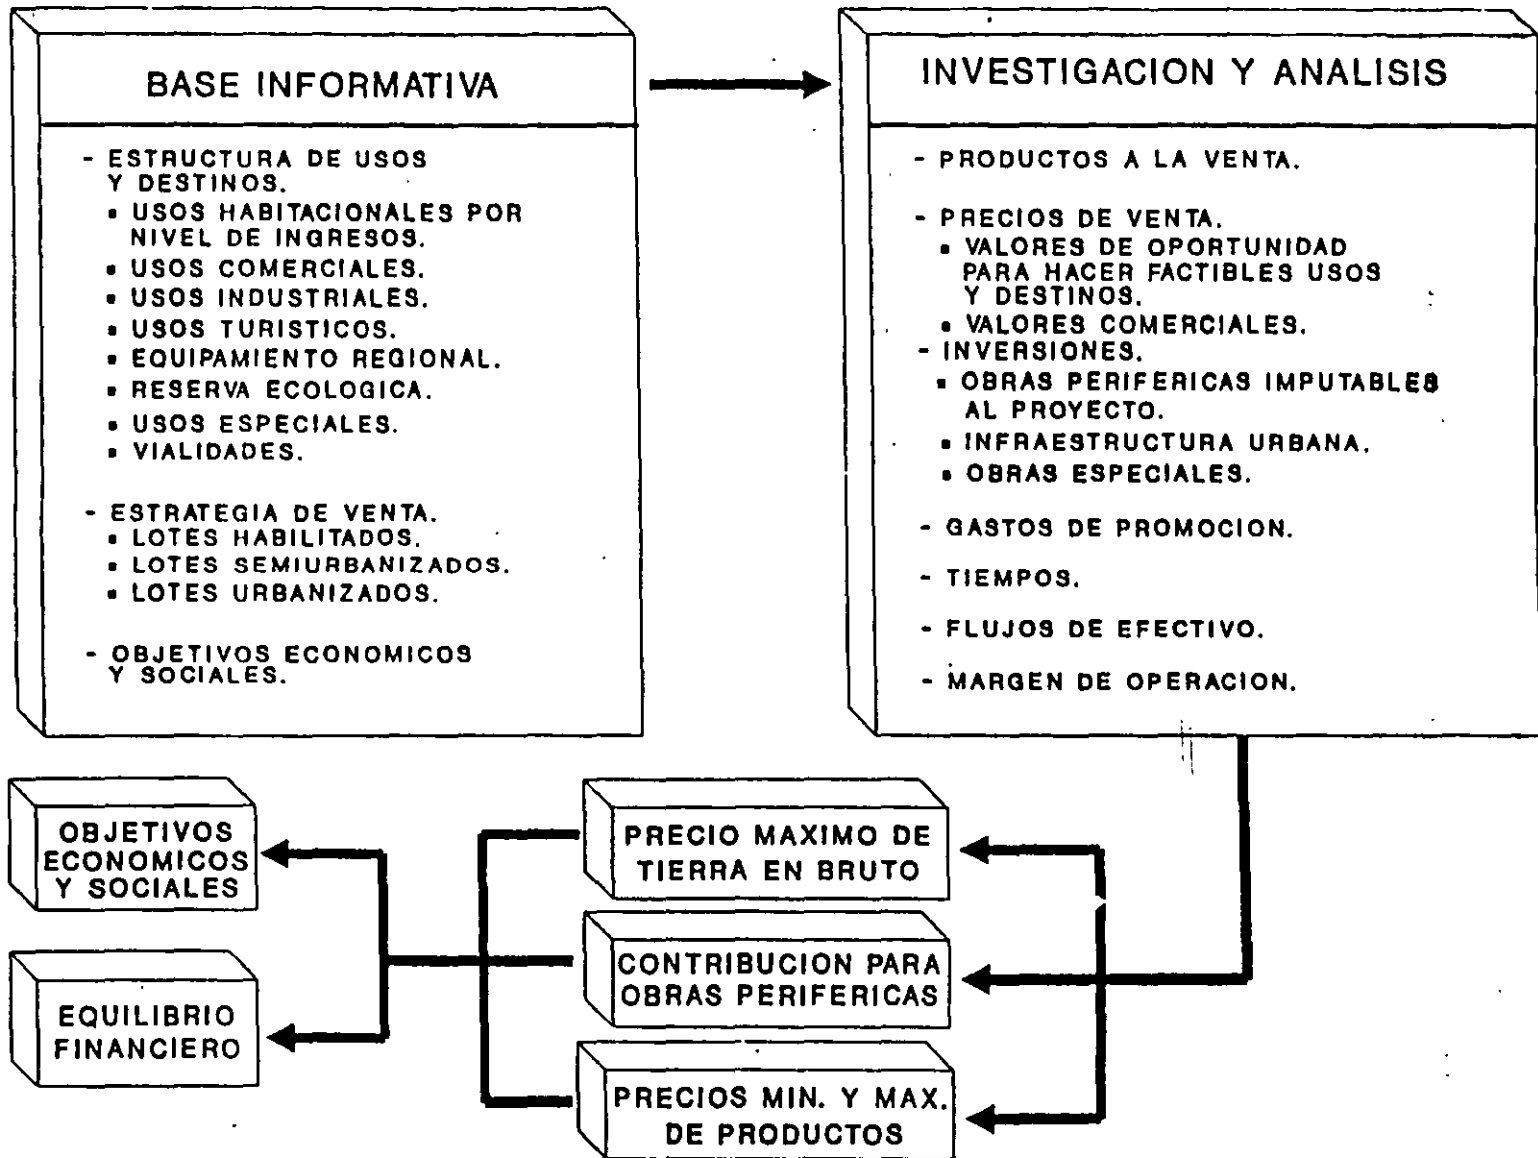 BASE INFORMATIVA
- ESTRUCTURA DE USOS
Y DESTINOS.
▪ USOS HABITACIONALES POR
NIVEL DE INGRESOS.
▪ USOS COMERCIALES.
▪ USOS INDUSTRIALES.
▪ USOS TURISTICOS.
▪ EQUIPAMIENTO REGIONAL.
▪ RESERVA ECOLOGICA.
▪ USOS ESPECIALES.
▪ VIALIDADES.
- ESTRATEGIA DE VENTA.
▪ LOTES HABILITADOS.
▪ LOTES SEMIURBANIZADOS.
▪ LOTES URBANIZADOS.
- OBJETIVOS ECONOMICOS
Y SOCIALES.
INVESTIGACION Y ANALISIS
- PRODUCTOS A LA VENTA.
- PRECIOS DE VENTA.
▪ VALORES DE OPORTUNIDAD
PARA HACER FACTIBLES USOS
Y DESTINOS.
▪ VALORES COMERCIALES.
- INVERSIONES.
▪ OBRAS PERIFERICAS IMPUTABLES
AL PROYECTO.
▪ INFRAESTRUCTURA URBANA.
▪ OBRAS ESPECIALES.
- GASTOS DE PROMOCION.
- TIEMPOS.
- FLUJOS DE EFECTIVO.
- MARGEN DE OPERACION.
OBJETIVOS
ECONOMICOS
Y SOCIALES
EQUILIBRIO
FINANCIERO
PRECIO MAXIMO DE
TIERRA EN BRUTO
CONTRIBUCION PARA
OBRAS PERIFERICAS
PRECIOS MIN. Y MAX.
DE PRODUCTOS